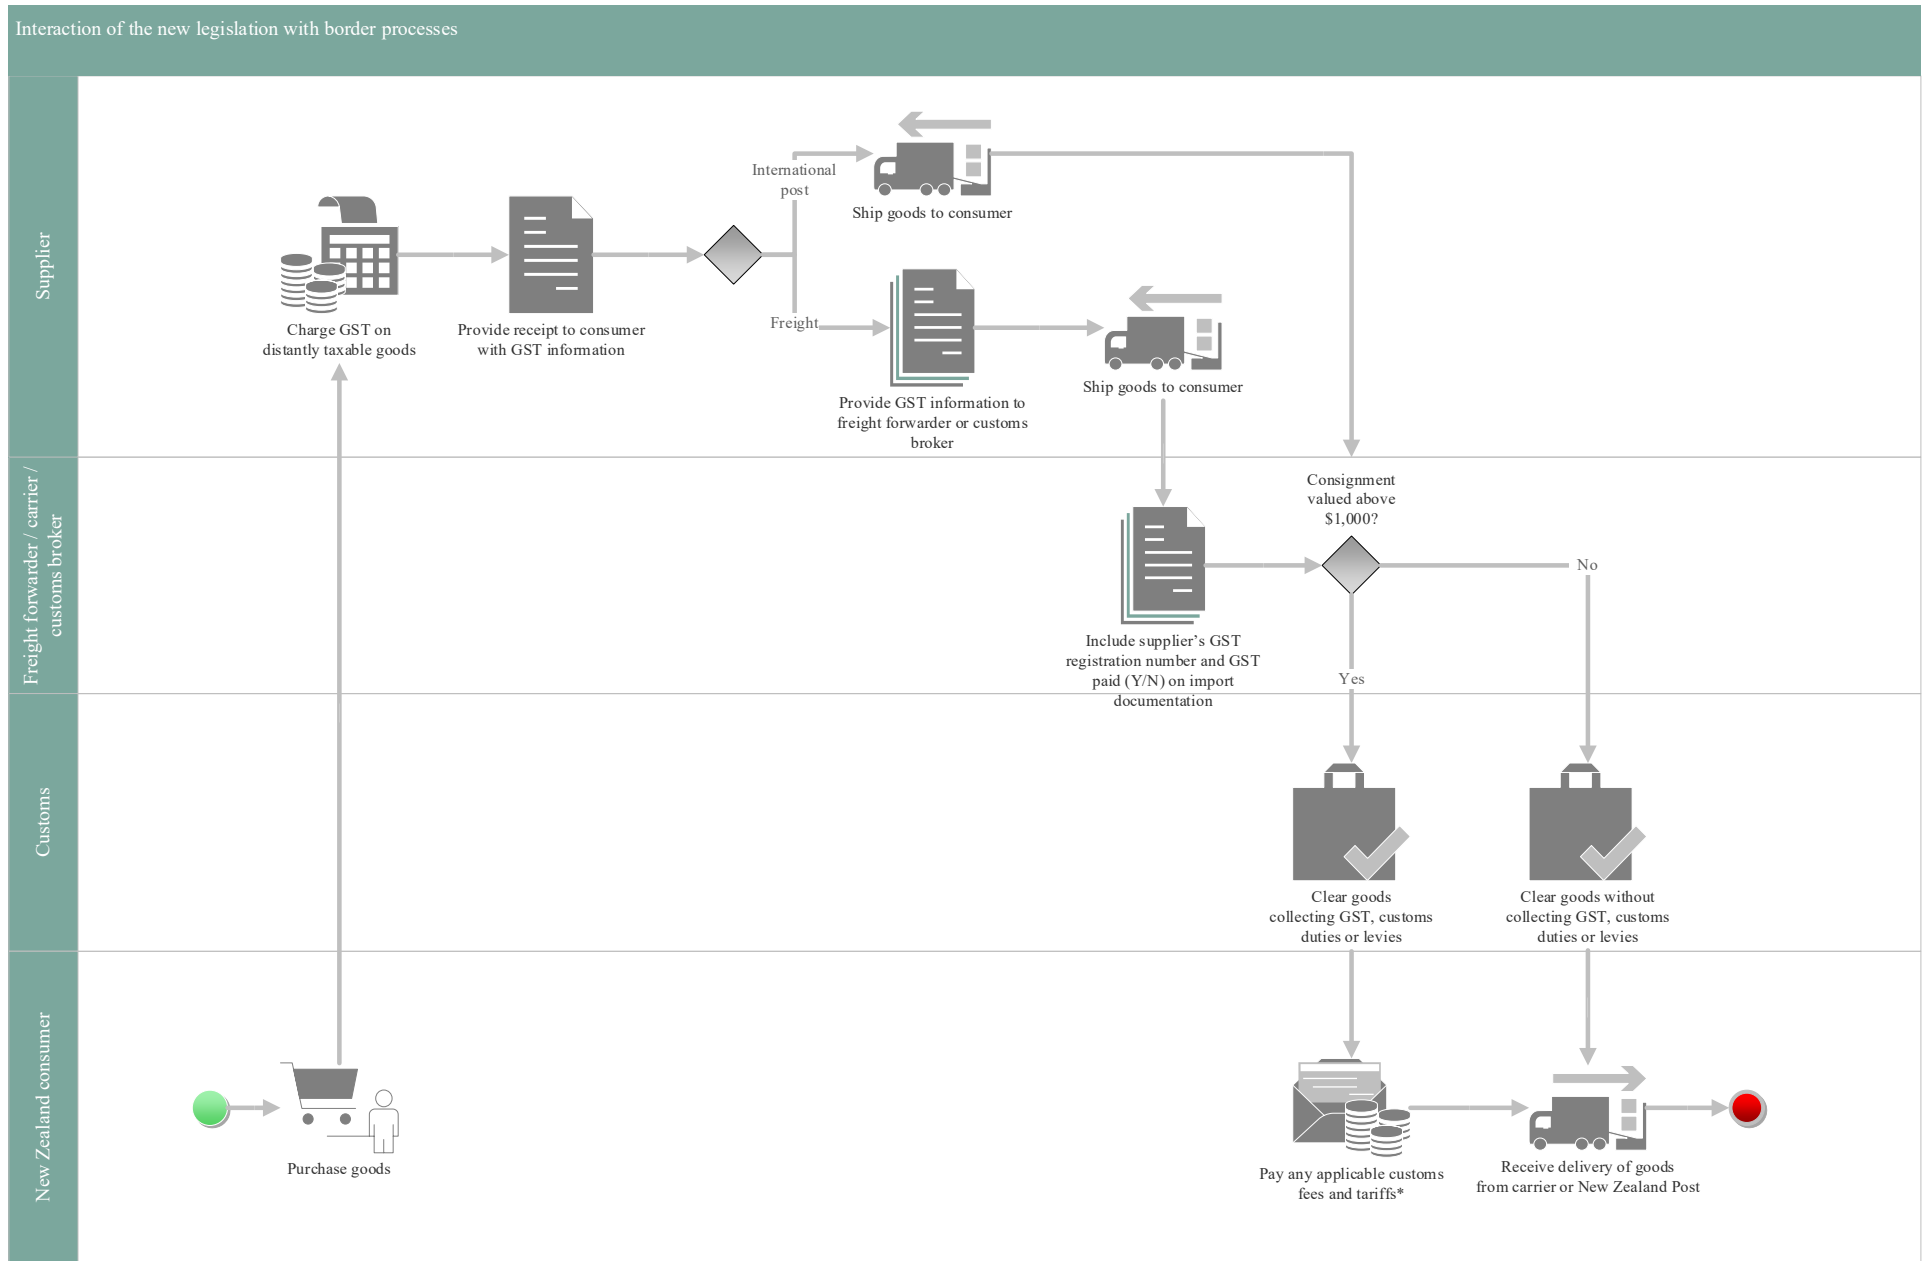 Interaction of the new legislation with border processes
Supplier
International
post
Ship goods to consumer
Charge GST on
distantly taxable goods
Provide receipt to consumer
with GST information
Freight
Provide GST information to
freight forwarder or customs
broker
Ship goods to consumer
Freight forwarder / carrier /
customs broker
Consignment
valued above
$1,000?
No
Include supplier’s GST
registration number and GST
paid (Y/N) on import
documentation
Yes
Customs
Clear goods
collecting GST, customs
duties or levies
Clear goods without
collecting GST, customs
duties or levies
New Zealand consumer
Purchase goods
Pay any applicable customs
fees and tariffs*
Receive delivery of goods
from carrier or New Zealand Post